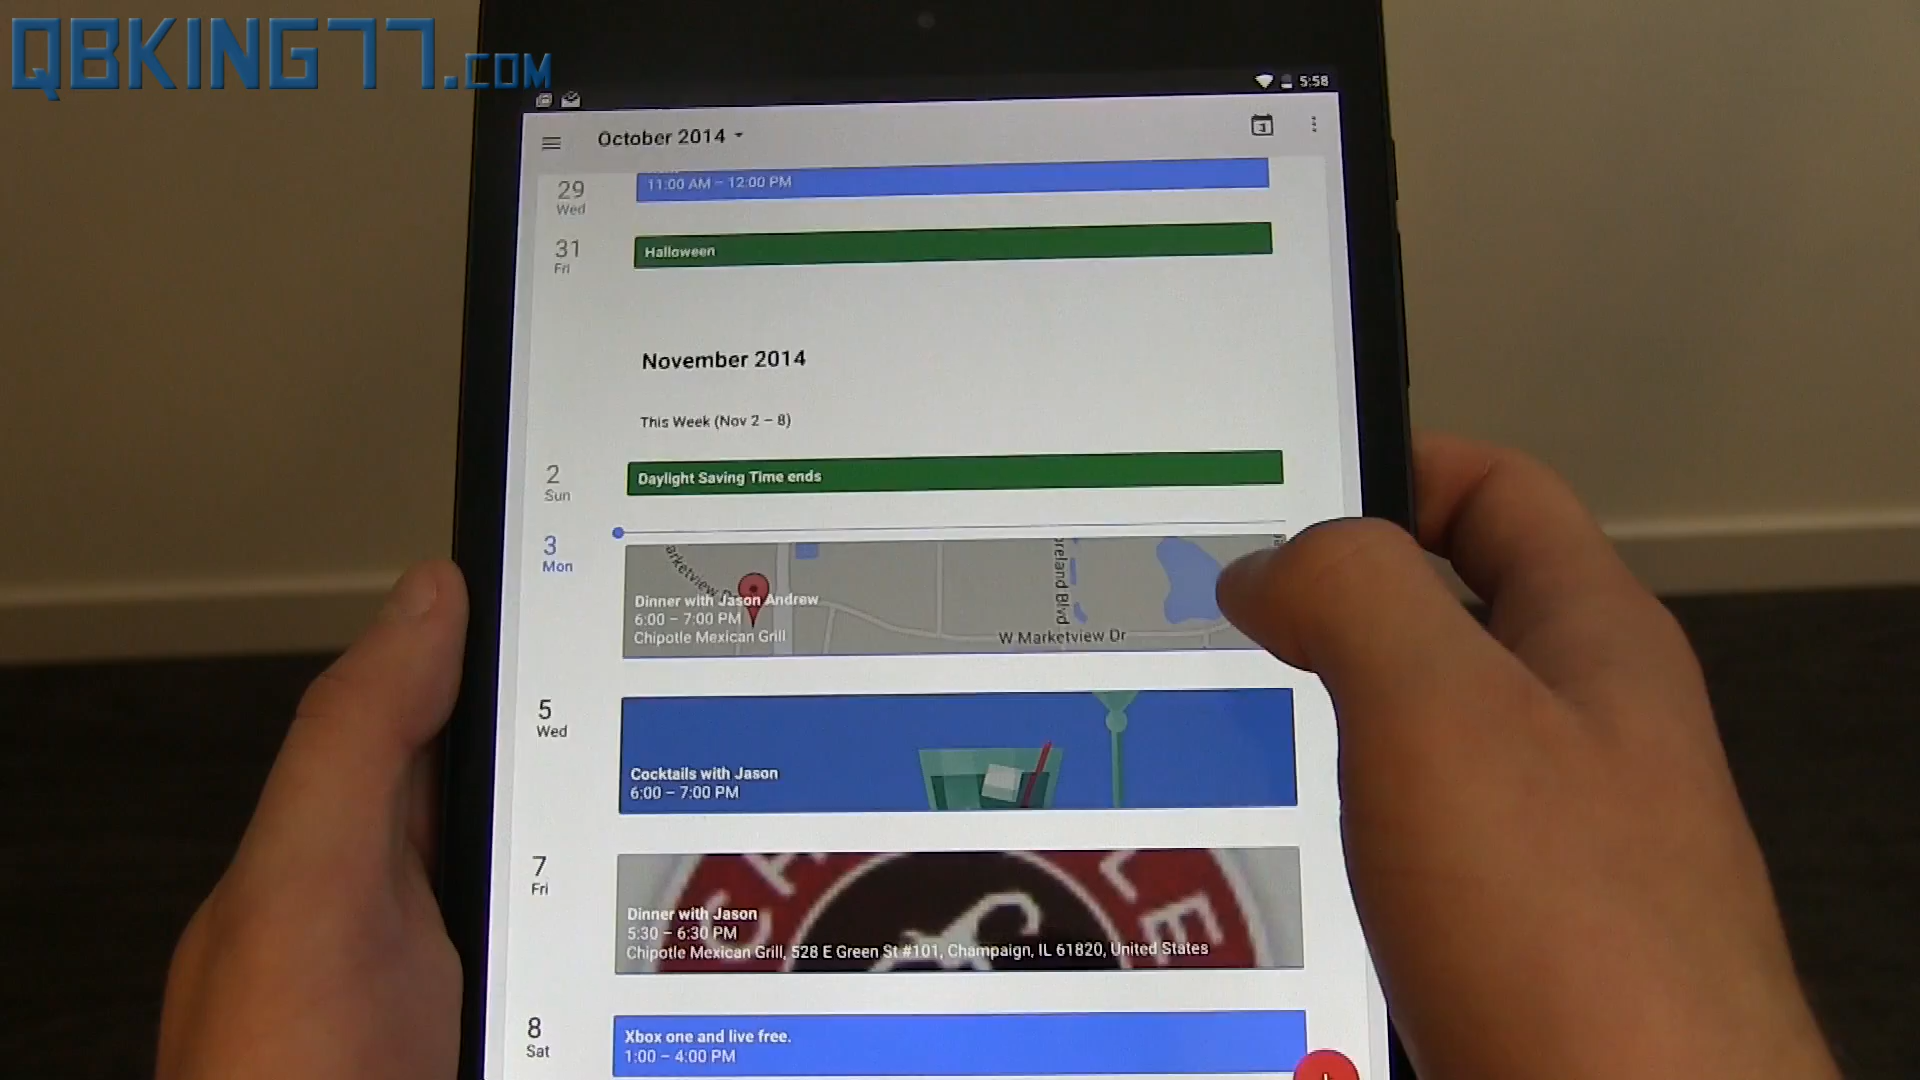 QBKING77.COM
5:58
October 2014
3
29
Wed
11:00 AM – 12:00 PM
31
Fri
Halloween
November 2014
This Week (Nov 2 – 8)
2
Sun
Daylight Saving Time ends
3
Mon
Dinner with Jason Andrew
6:00 – 7:00 PM
Chipotle Mexican Grill
W Marketview Dr
5
Wed
Cocktails with Jason
6:00 – 7:00 PM
7
Fri
Dinner with Jason
5:30 – 6:30 PM
Chipotle Mexican Grill, 528 E Green St #101, Champaign, IL 61820, United States
8
Sat
Xbox one and live free.
1:00 – 4:00 PM